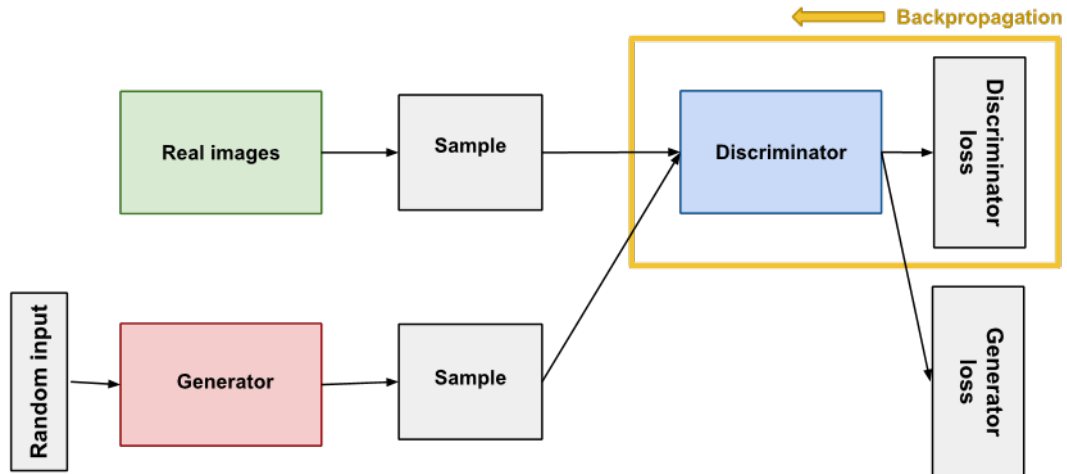 Backpropagation
Real images
Sample
Discriminator
Discriminator
loss
Random input
Generator
Sample
Generator
loss